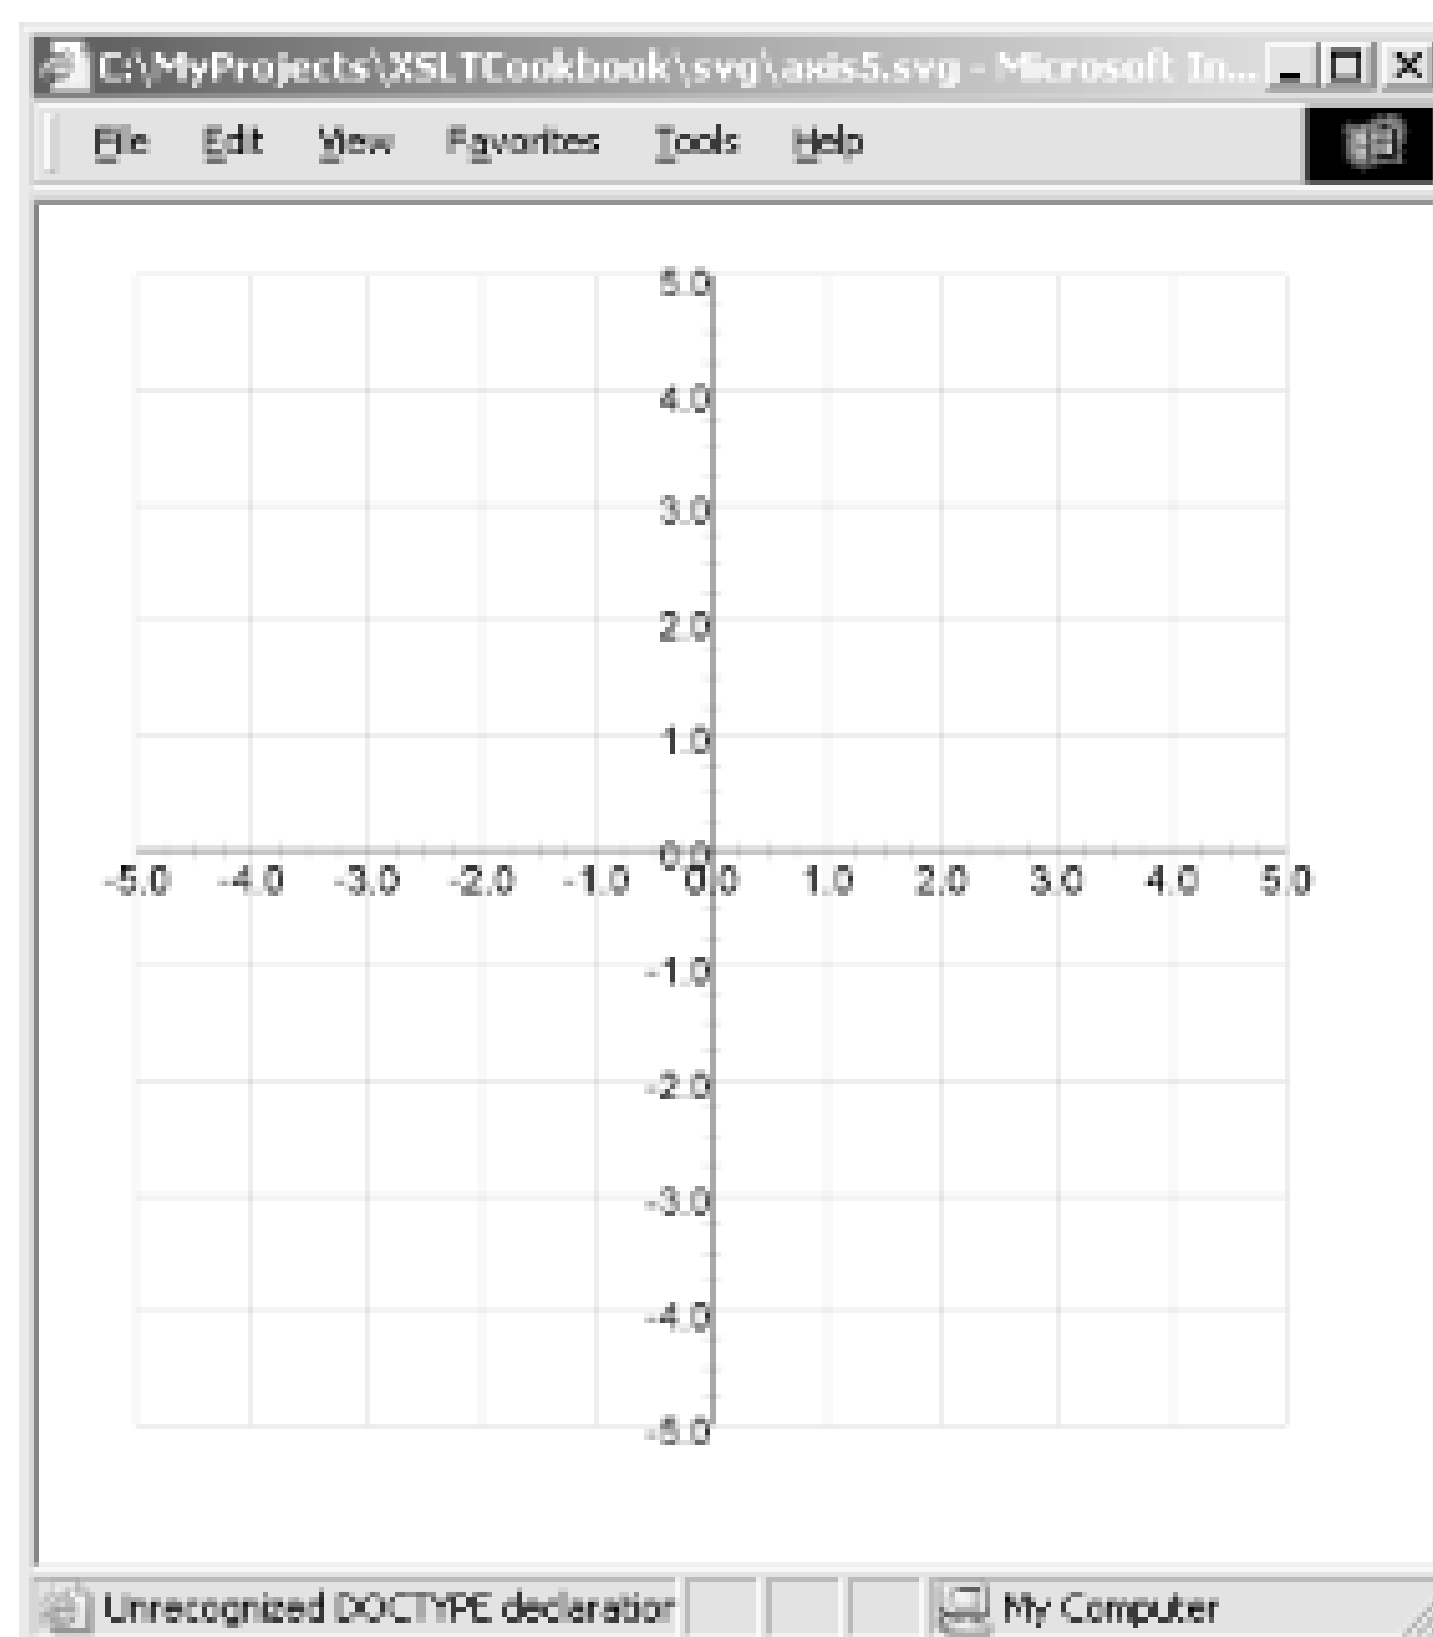 C:\MyProjects\XSLTCookbook\svg\axis5.svg - Microsoft In...
File Edit View Favorites Tools Help
5.0
4.0
3.0
2.0
1.0
0.0
-5.0 -4.0 -3.0 -2.0 -1.0 0.0 1.0 2.0 3.0 4.0 5.0
-1.0
-2.0
-3.0
-4.0
-5.0
Unrecognized DOCTYPE declaration My Computer